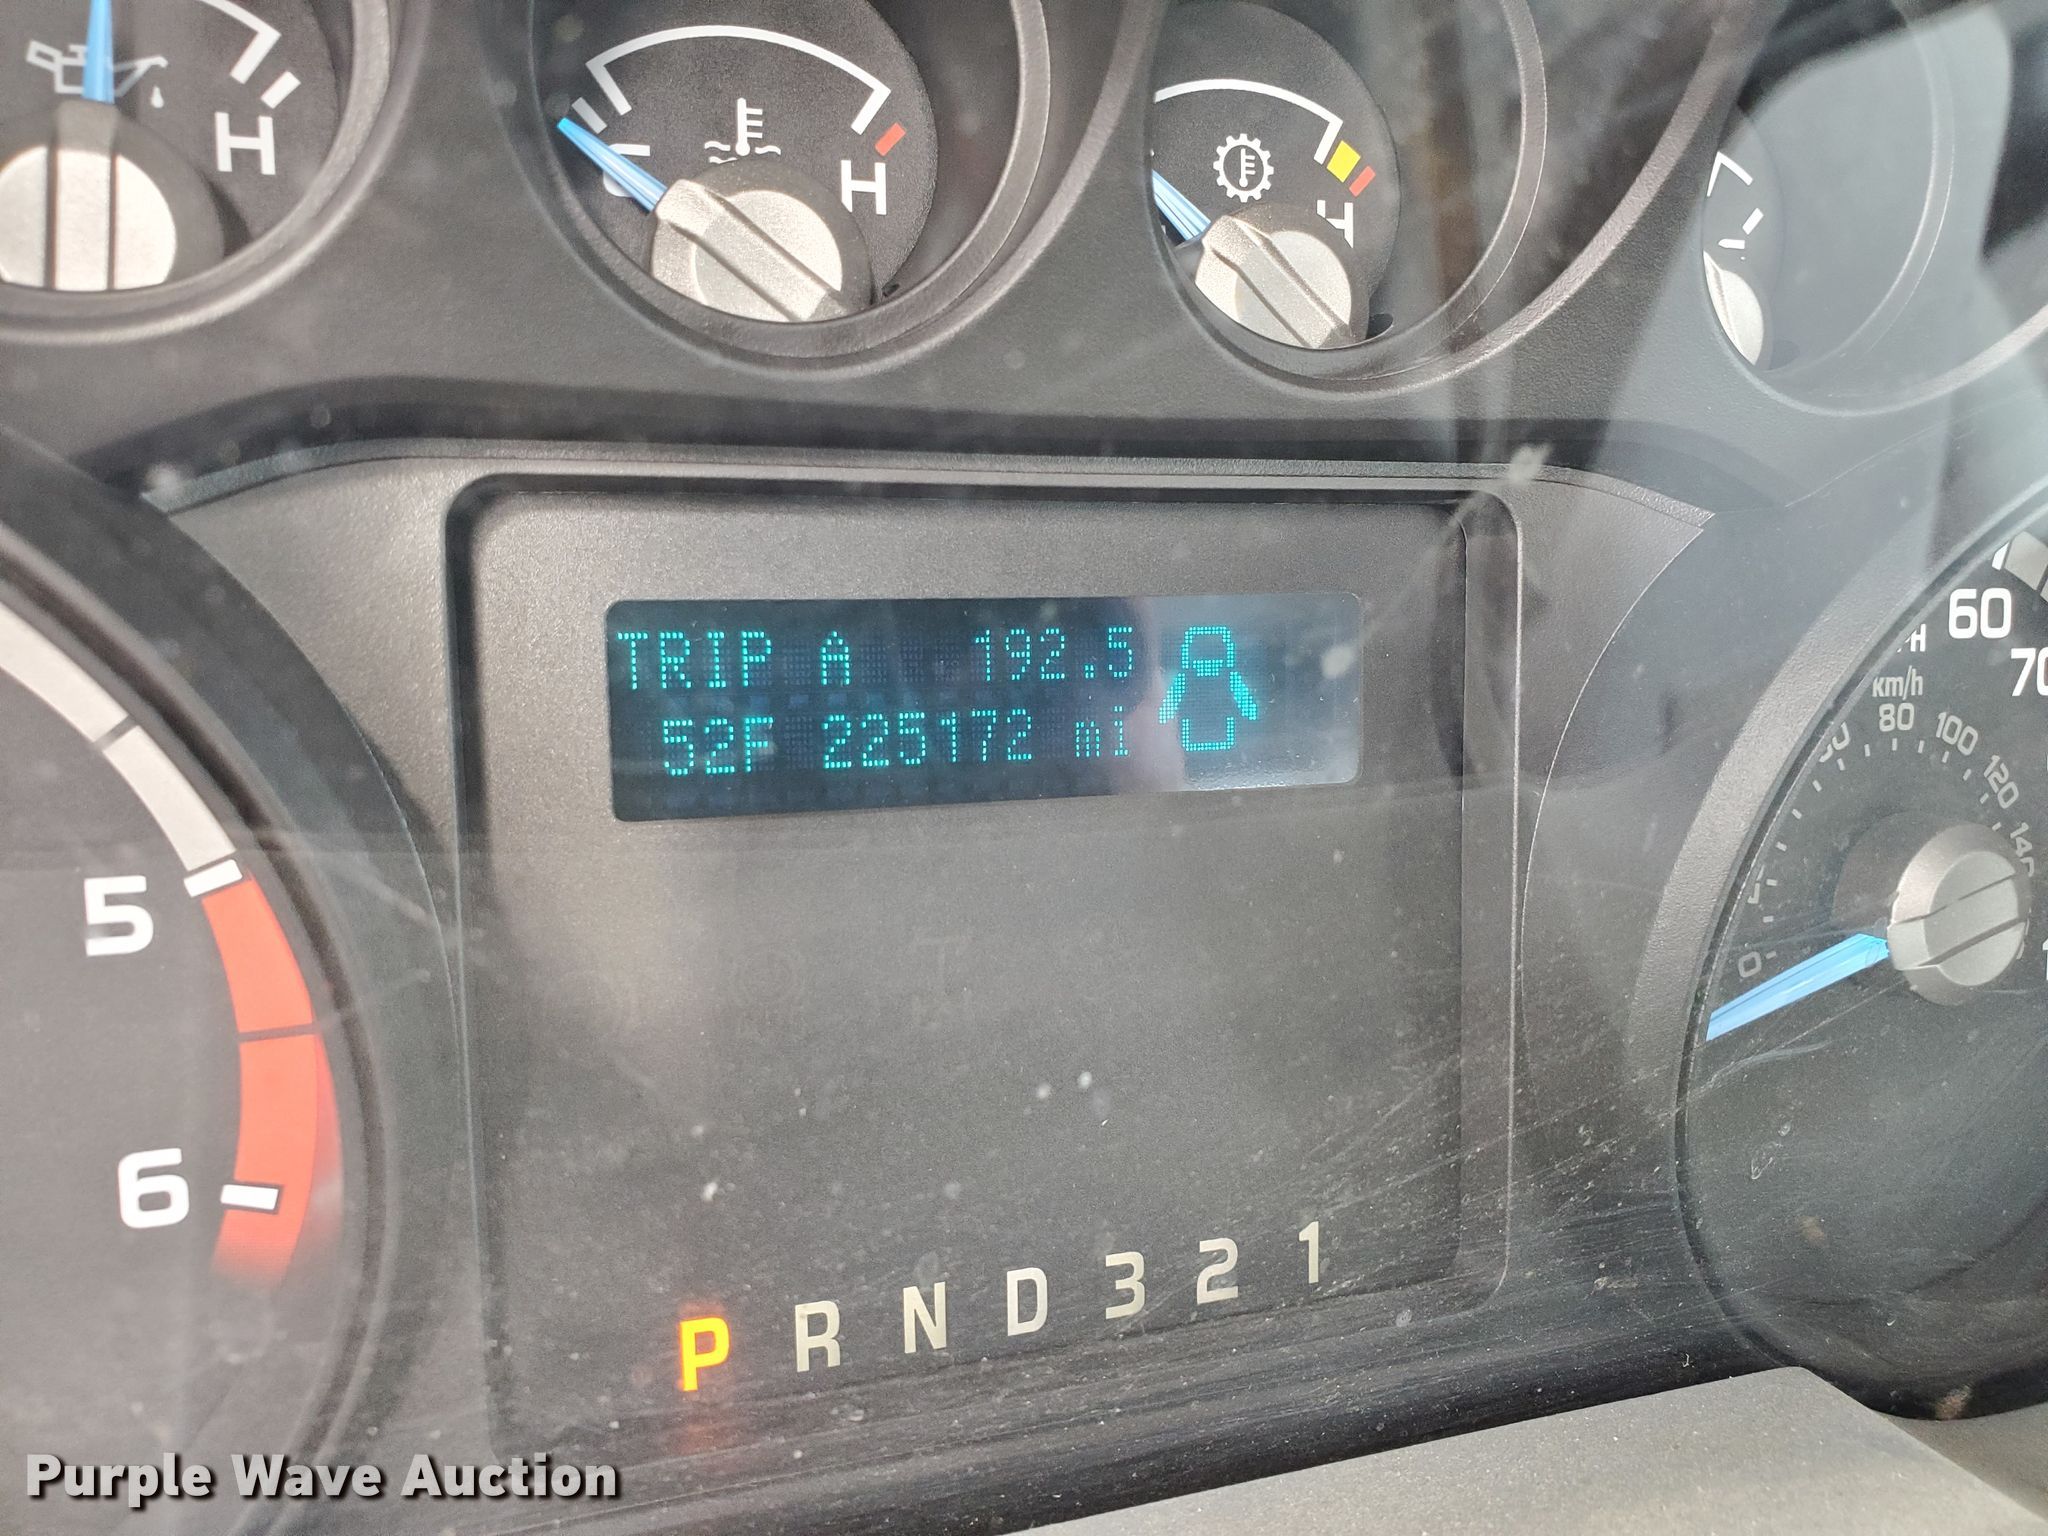 H
H
C
H
TRIP A 192.5
52F 225172 mi
60
70
km/h
80
100
120
0
5
6
P R N D 3 2 1
Purple Wave Auction